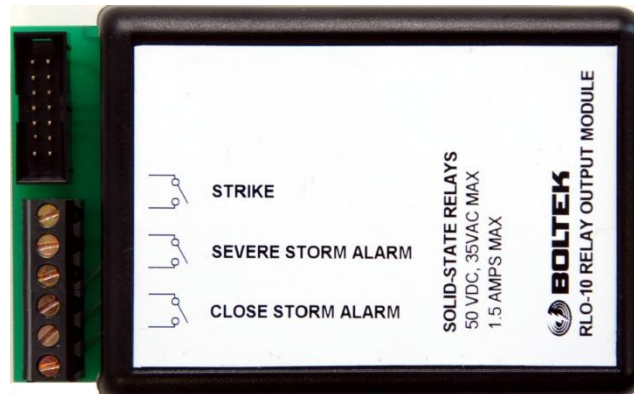 STRIKE
SEVERE STORM ALARM
CLOSE STORM ALARM
SOLID-STATE RELAYS
50 VDC, 35VAC MAX
1.5 AMPS MAX
BOLTEK
RLO-10 RELAY OUTPUT MODULE